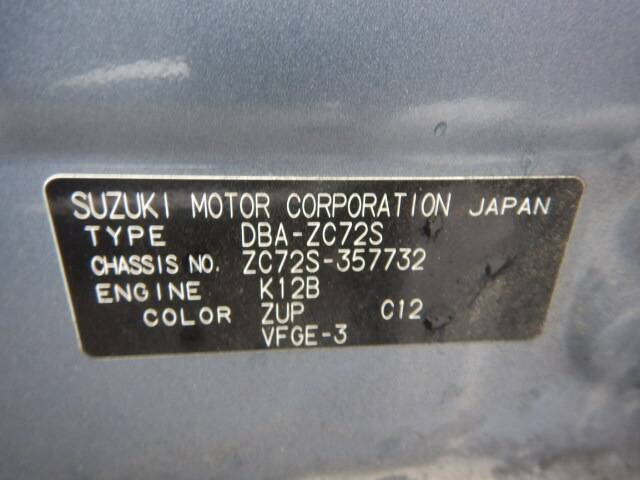 SUZUKI MOTOR CORPORATION JAPAN
TYPE DBA-ZC72S
CHASSIS NO. ZC72S-357732
ENGINE K12B
COLOR ZUP C12
VFGE-3